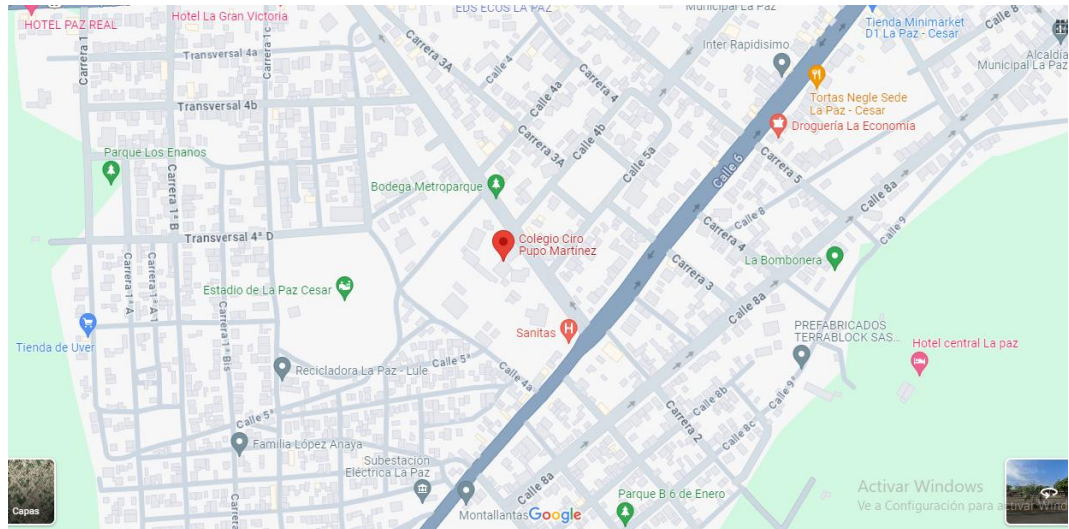 EDS ECOS LA PAZ
Municipal La Paz
Hotel La Gran Victoria
HOTEL PAZ REAL
Calle 8
Tienda Minimarket
D1 La Paz - Cesar
Carrera 1
Carrera 1c
Transversal 4a
Carrera 3A
Calle 4
Inter Rapidisimo
Alcaldía
Municipal La Paz
Calle 4a
Carrera 4
Transversal 4b
Tortas Negle Sede
La Paz - Cesar
Calle 4b
Droguería La Economia
Carrera 3A
Calle 5a
Parque Los Enanos
Carrera 5
Calle 6
Bodega Metroparque
Calle 8a
Carrera 1ª B
Calle 8
Calle 9
Transversal 4ª D
Carrera 4
Colegio Ciro
Pupo Martínez
La Bombonera
Carrera 3
Carrera 1ª A
Carrera 1ª A1
Estadio de La Paz Cesar
Calle 8a
Sanitas
PREFABRICADOS
TERRABLOCK SAS...
Hotel central La paz
Tienda de Uver
Carrera 1ª Bis
Calle 5ª
Recicladora La Paz - Lule
Calle 4a
Calle 8b
Calle 9ª
Calle 5ª
Carrera 2
Calle 8c
Familia López Anaya
Subestación
Eléctrica La Paz
Calle 8a
Activar Windows
Ve a Configuración para activar Wind
Parque B 6 de Enero
Capas
Montallantas
Google